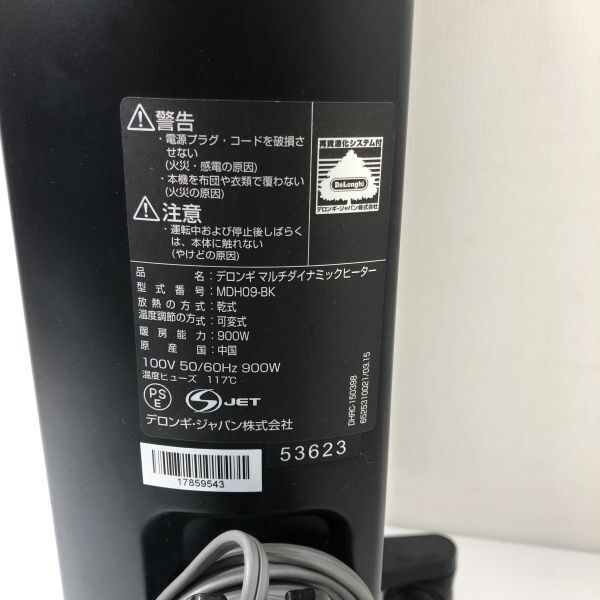 警告
・電源プラグ・コードを破損さ
せない
(火災・感電の原因)
・本機を布団や衣類で覆わない
(火災の原因)
注意
・運転中および停止後しばらく
は、本体に触れない
(やけどの原因)
再資源化システム付
DeLonghi
デロンギ・ジャパン株式会社
品名：デロンギ マルチダイナミックヒーター
型式番号：MDH09-BK
放熱の方式：乾式
温度調節の方式：可変式
暖房能力：900W
原産国：中国
100V 50/60Hz 900W
温度ヒューズ 117℃
PS
E
S JET
デロンギ・ジャパン株式会社
DHRC-150398
6525310021/03.15
53623
17859543